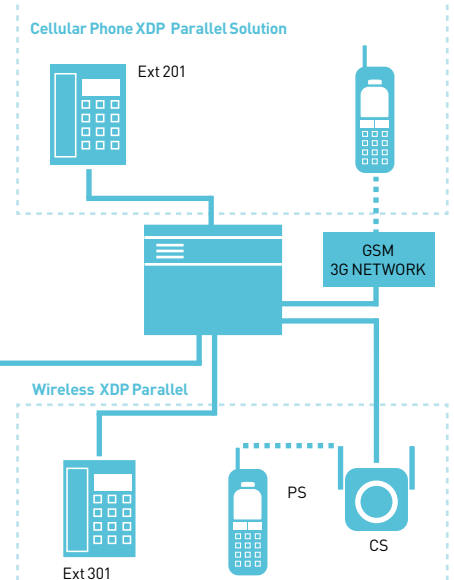 Cellular Phone XDP Parallel Solution
Ext 201
GSM
3G NETWORK
Wireless XDP Parallel
PS
CS
Ext 301